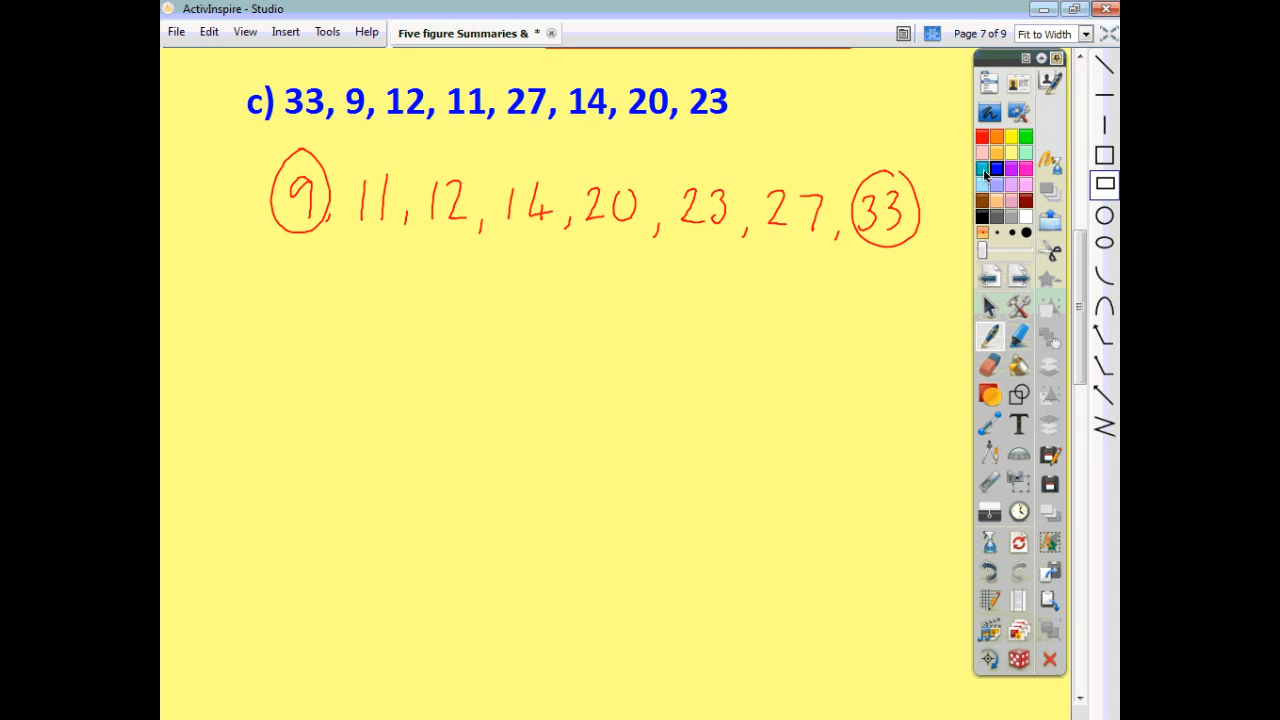 ActivInspire - Studio
File Edit View Insert Tools Help
Five figure Summaries & *
Page 7 of 9
Fit to Width
c) 33, 9, 12, 11, 27, 14, 20, 23
9, 11, 12, 14, 20, 23, 27, 33